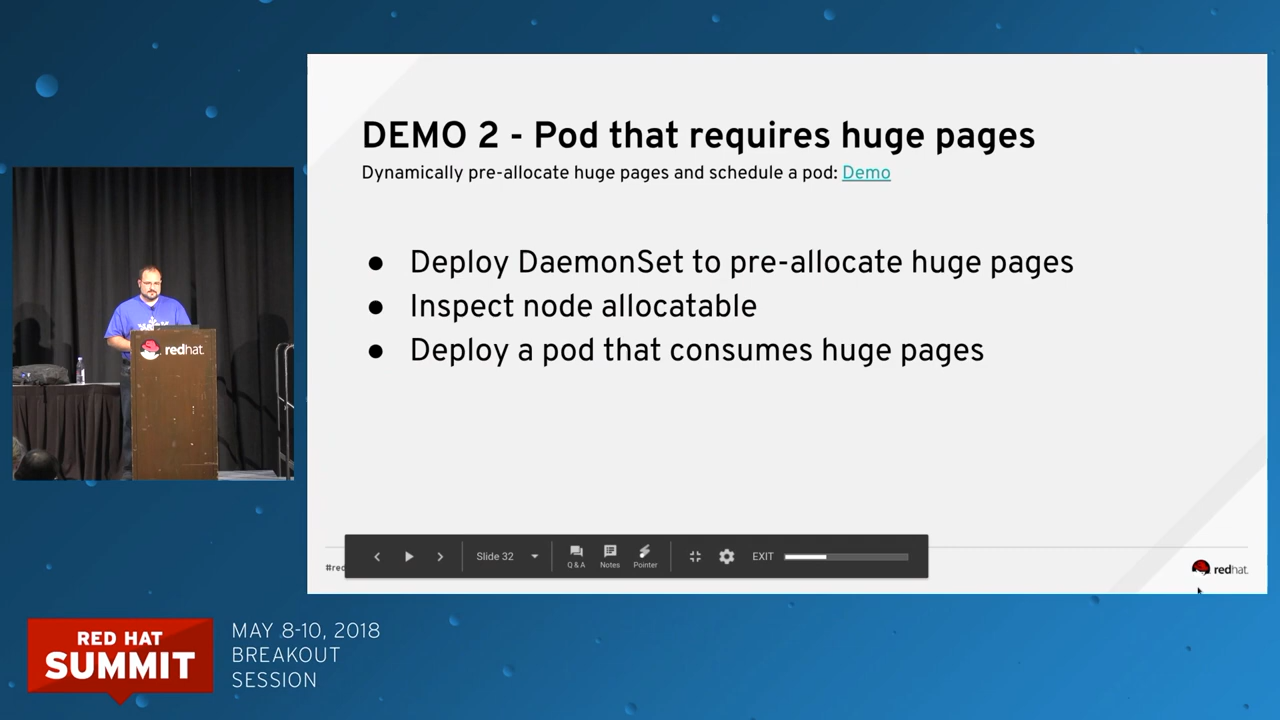 DEMO 2 - Pod that requires huge pages
Dynamically pre-allocate huge pages and schedule a pod: Demo
● Deploy DaemonSet to pre-allocate huge pages
● Inspect node allocatable
● Deploy a pod that consumes huge pages
redhat.
Slide 32
Q & A
Notes
Pointer
EXIT
#red
redhat.
RED HAT
SUMMIT
MAY 8-10, 2018
BREAKOUT
SESSION